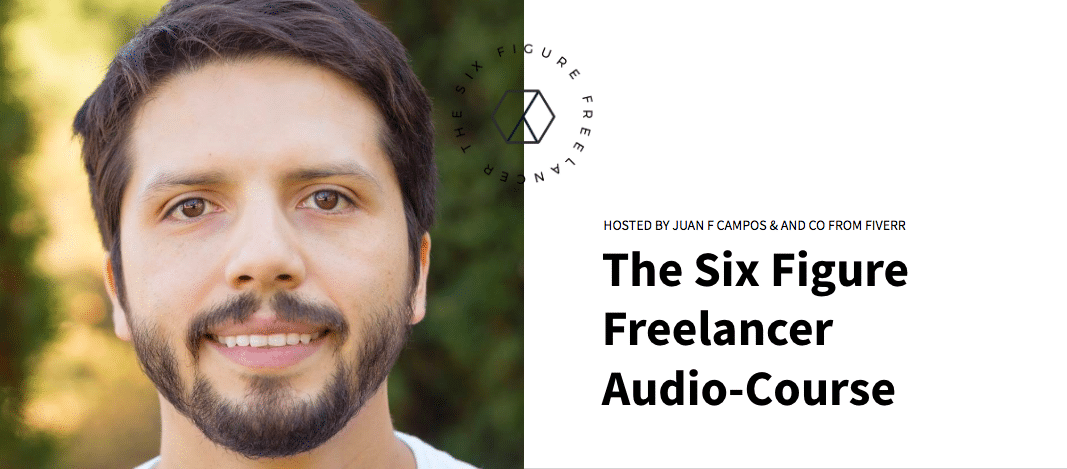 THE SIX FIGURE FREELANCER
HOSTED BY JUAN F CAMPOS & AND CO FROM FIVERR
The Six Figure
Freelancer
Audio-Course